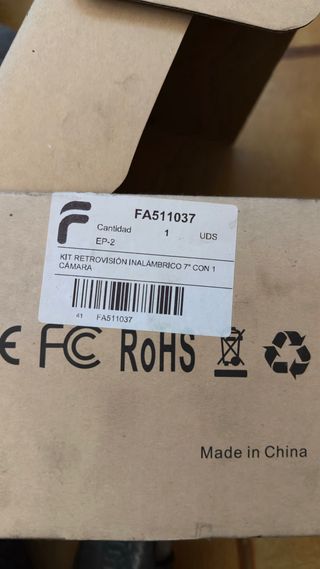 FA511037
Cantidad 1 UDS
EP-2
KIT RETROVISIÓN INALÁMBRICO 7" CON 1
CÁMARA
41 FA511037
CE FC RoHS
Made in China